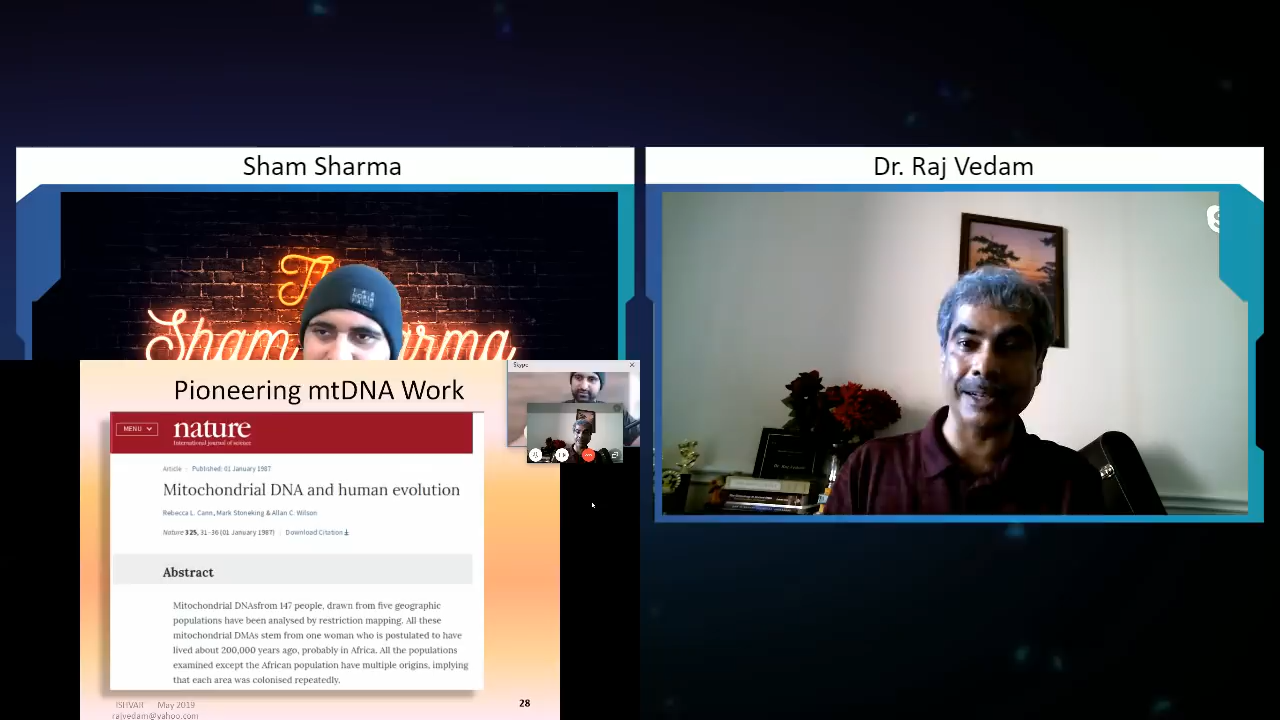 Sham Sharma
Dr. Raj Vedam
Sham
arma
Pioneering mtDNA Work
Skype
MENU
nature
International journal of science
Article
Published: 01 January 1987
Mitochondrial DNA and human evolution
Rebecca L. Cann, Mark Stoneking & Allan C. Wilson
Nature 325, 31-36 (01 January 1987)
Download Citation
Abstract
Mitochondrial DNAsfrom 147 people, drawn from five geographic
populations have been analysed by restriction mapping. All these
mitochondrial DMAs stem from one woman who is postulated to have
lived about 200,000 years ago, probably in Africa. All the populations
examined except the African population have multiple origins, implying
that each area was colonised repeatedly.
May 2019
28
rajvedam@yahoo.com